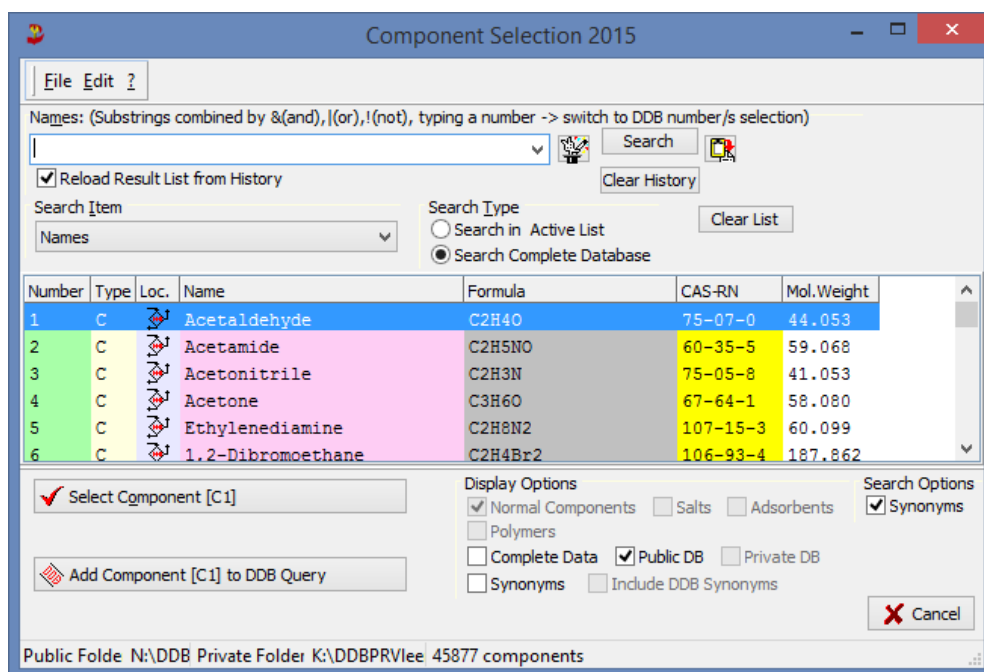 Component Selection 2015
File Edit ?
Names: (Substrings combined by &(and),|(or),!(not), typing a number -> switch to DDB number/s selection)
Search
Reload Result List from History
Clear History
Search Item
Search Type
Names
Search in Active List
Clear List
Search Complete Database
Number Type Loc. Name Formula CAS-RN Mol.Weight
1 C Acetaldehyde C2H4O 75-07-0 44.053
2 C Acetamide C2H5NO 60-35-5 59.068
3 C Acetonitrile C2H3N 75-05-8 41.053
4 C Acetone C3H6O 67-64-1 58.080
5 C Ethylenediamine C2H8N2 107-15-3 60.099
6 C 1,2-Dibromoethane C2H4Br2 106-93-4 187.862
Select Component [C1]
Display Options
Search Options
Normal Components Salts Adsorbents
Synonyms
Polymers
Complete Data Public DB Private DB
Add Component [C1] to DDB Query
Synonyms Include DDB Synonyms
Cancel
Public Folde N:\DDB Private Folder K:\DDBPRVlee 45877 components